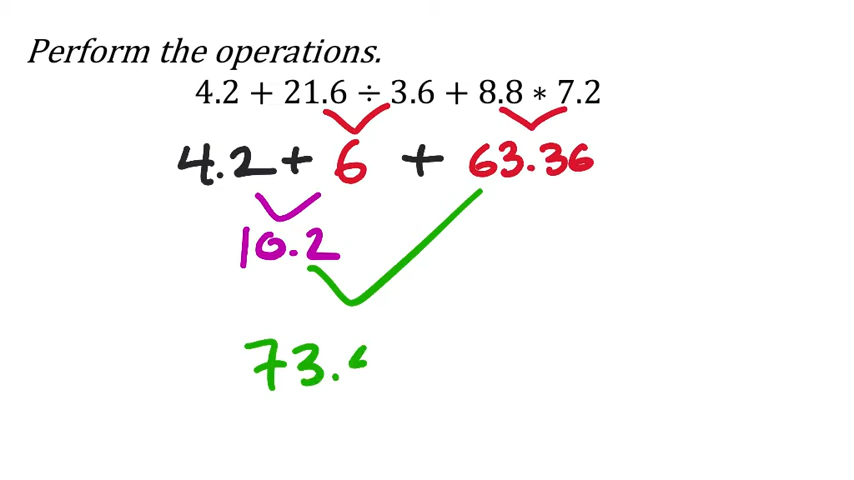 Perform the operations.
4.2 + 21.6 ÷ 3.6 + 8.8 ∗ 7.2
4.2 + 6 + 63.36
10.2
73.